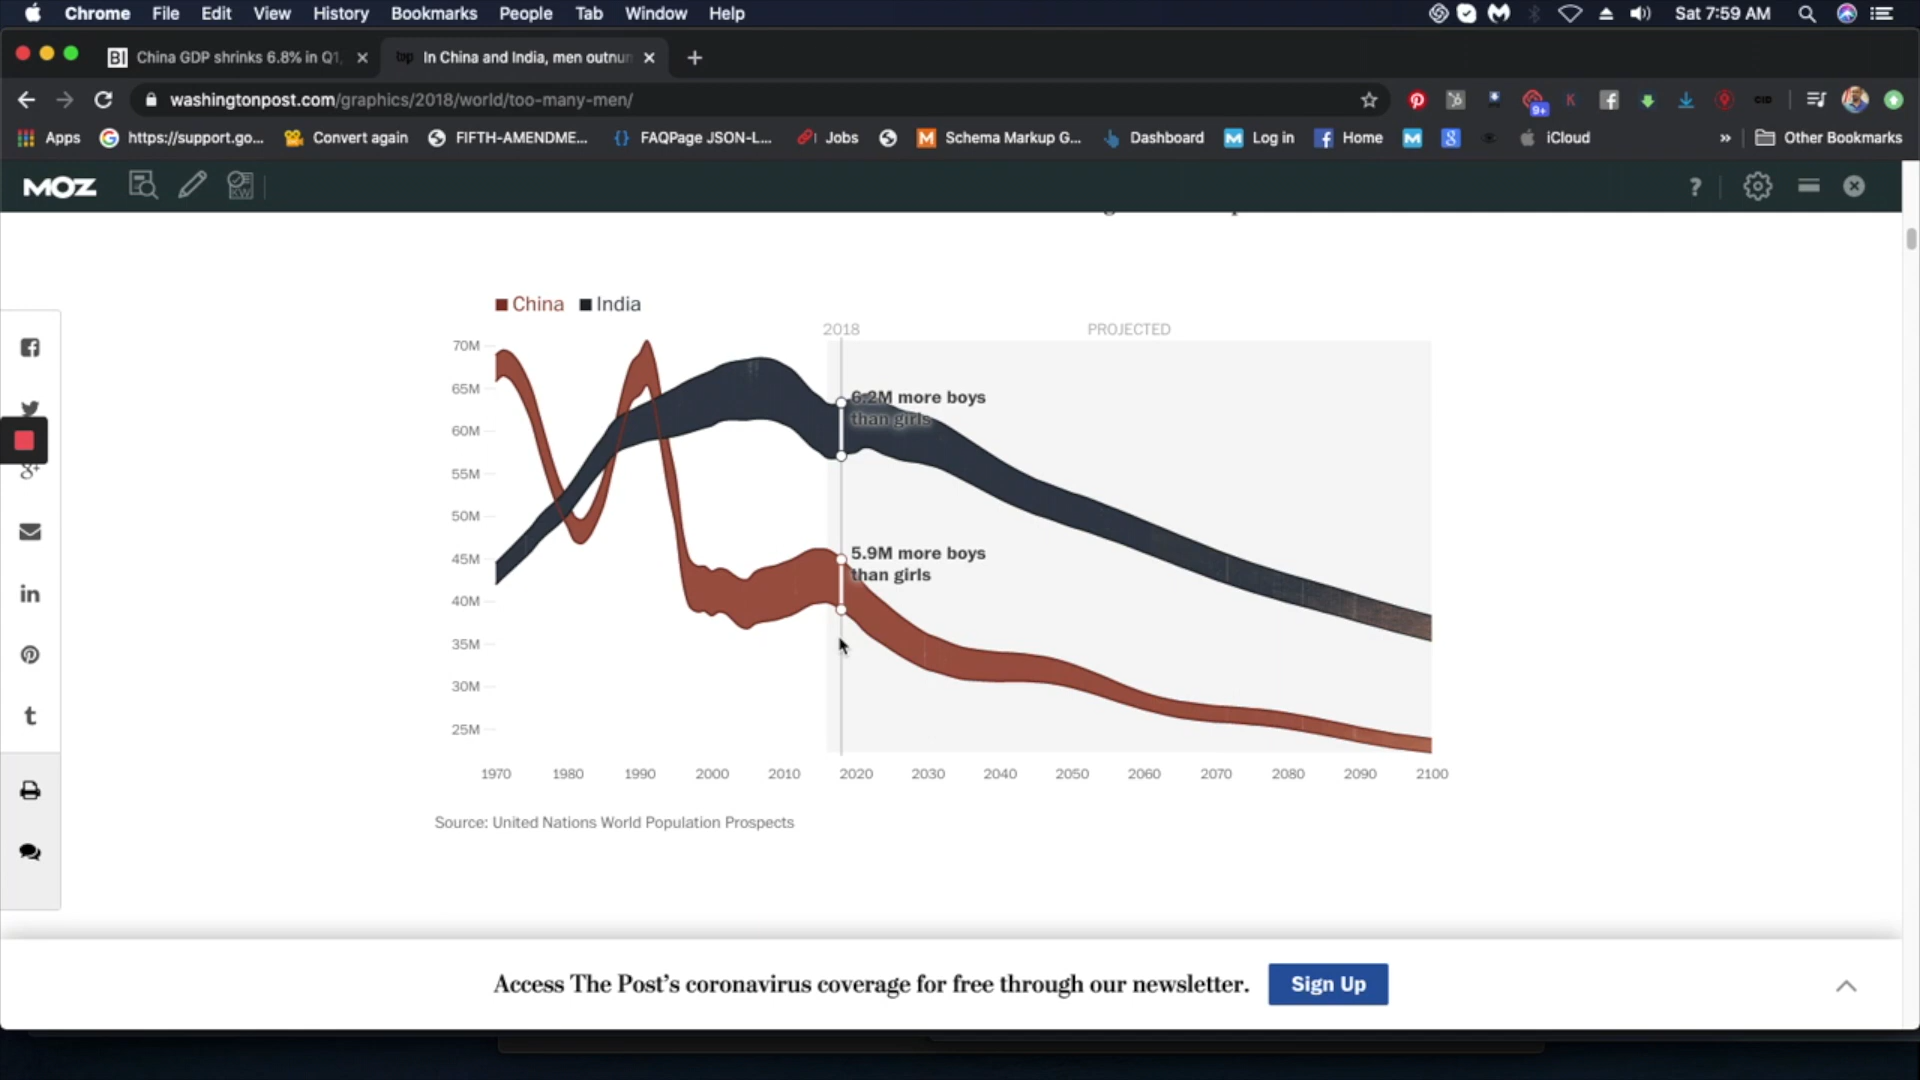 Chrome File Edit View History Bookmarks People Tab Window Help Sat 7:59 AM
BI China GDP shrinks 6.8% in Q1, In China and India, men outnu
washingtonpost.com/graphics/2018/world/too-many-men/ 9+ CID
Apps https://support.go... Convert again FIFTH-AMENDME... FAQPage JSON-L... Jobs Schema Markup G... Dashboard Log in Home iCloud » Other Bookmarks
MOZ KW ?
China India
2018 PROJECTED
70M
65M
6.2M more boys
than girls
60M
55M
50M
45M
5.9M more boys
than girls
40M
35M
30M
25M
1970 1980 1990 2000 2010 2020 2030 2040 2050 2060 2070 2080 2090 2100
Source: United Nations World Population Prospects
Access The Post's coronavirus coverage for free through our newsletter. Sign Up